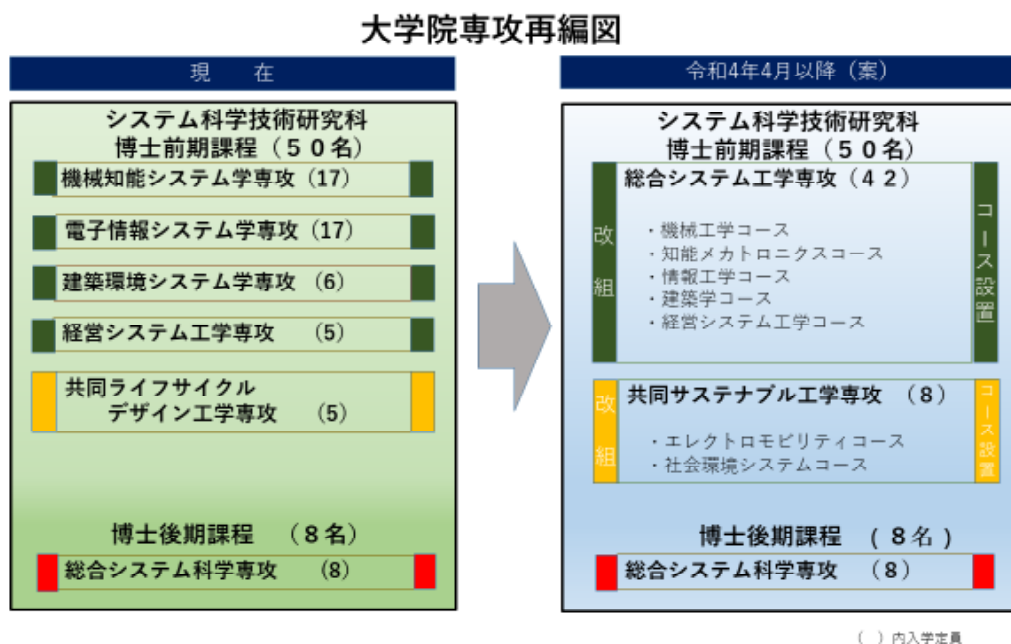 大学院専攻再編図
現　在
システム科学技術研究科
博士前期課程（５０名）
機械知能システム学専攻（17）
電子情報システム学専攻（17）
建築環境システム学専攻（6）
経営システム工学専攻（5）
共同ライフサイクル
デザイン工学専攻（5）
博士後期課程（８名）
総合システム科学専攻（8）
令和4年4月以降（案）
システム科学技術研究科
博士前期課程（５０名）
総合システム工学専攻（４２）
改組
・機械工学コース
・知能メカトロニクスコース
・情報工学コース
・建築学コース
・経営システム工学コース
コース設置
共同サステナブル工学専攻（８）
改組
・エレクトロモビリティコース
・社会環境システムコース
コース設置
博士後期課程（８名）
総合システム科学専攻（８）
（　）内入学定員